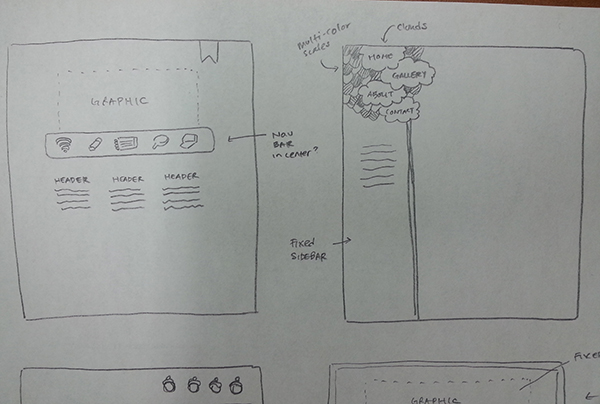 GRAPHIC
Nav
BAR
in center?
HEADER HEADER HEADER
multi-color
scales
clouds
HOME
GALLERY
ABOUT
CONTACT
FIXED
SIDEBAR
FIXED
GRAPHIC